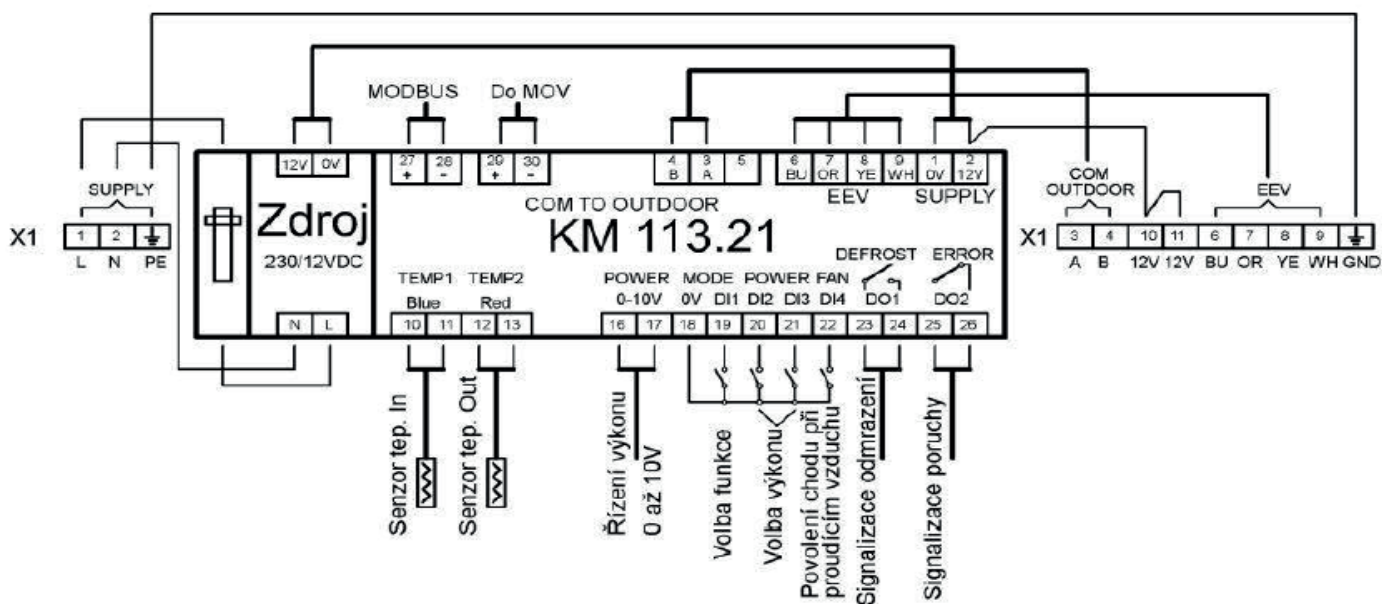 MODBUS
Do MOV
12V 0V
27 28
+ -
29 30
+ -
4 3 5
B A
6 7 8 9
BU OR YE WH
1 2
0V 12V
EEV
SUPPLY
SUPPLY
X1
1 2
L N PE
Zdroj
230/12VDC
N L
COM TO OUTDOOR
KM 113.21
COM
OUTDOOR
EEV
X1
3 4 10 11 6 7 8 9
A B 12V 12V BU OR YE WH GND
TEMP1 TEMP2
Blue Red
10 11 12 13
POWER MODE POWER FAN
0-10V 0V DI1 DI2 DI3 DI4
DEFROST ERROR
DO1 DO2
16 17 18 19 20 21 22 23 24 25 26
Senzor tep. In
Senzor tep. Out
Řízení výkonu
0 až 10V
Volba funkce
Volba výkonu
Povolení chodu při
proudícím vzduchu
Signalizace odmrazení
Signalizace poruchy